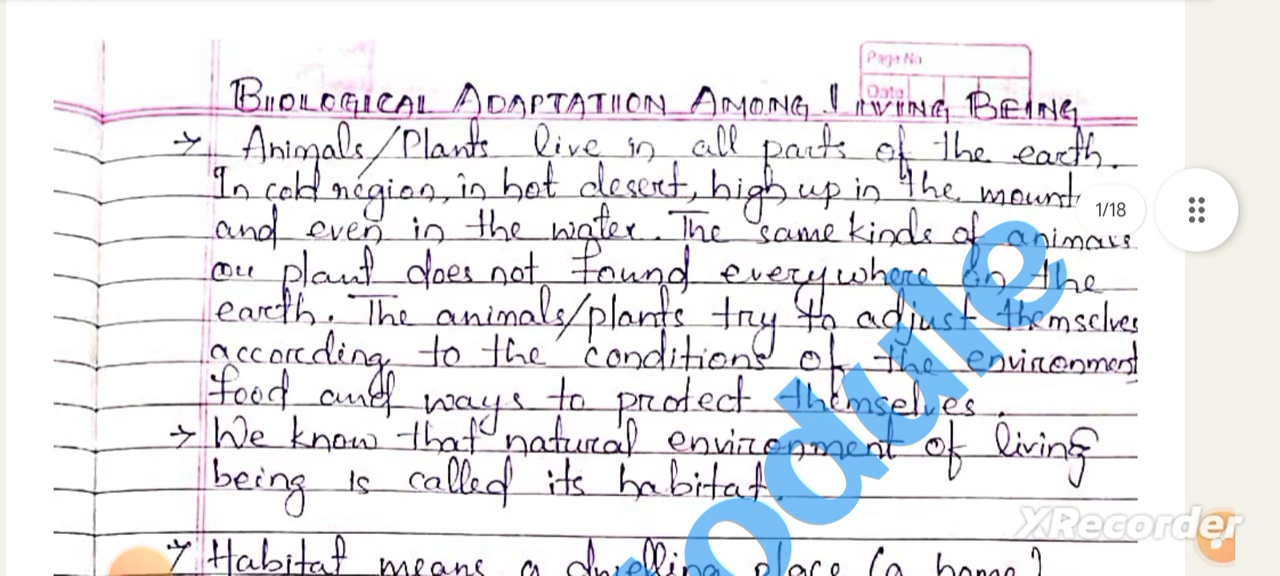 Page No
Date
BIOLOGICAL ADAPTATION AMONG LIVING BEING
→ Animals/Plants live in all parts of the earth.
In cold region, in hot desert, high up in the mount
1/18
and even in the water. The same kinds of animals
or plant does not found everywhere on the
earth. The animals/plants try to adjust themselves
according to the conditions of the environment
food and ways to protect themselves.
→ We know that natural environment of living
being is called its habitat.
odule
XRecorder
→ Habitat means a dwelling place (a home)